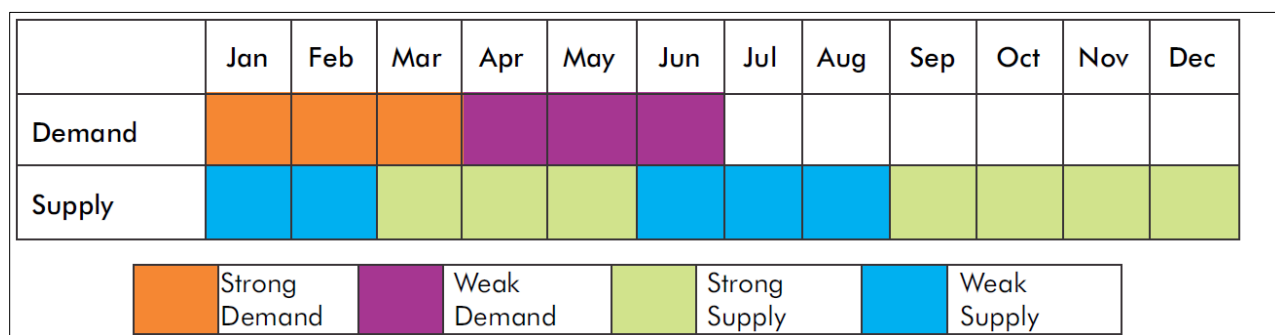 Jan Feb Mar Apr May Jun Jul Aug Sep Oct Nov Dec
Demand
Supply
Strong Weak Strong Weak
Demand Demand Supply Supply